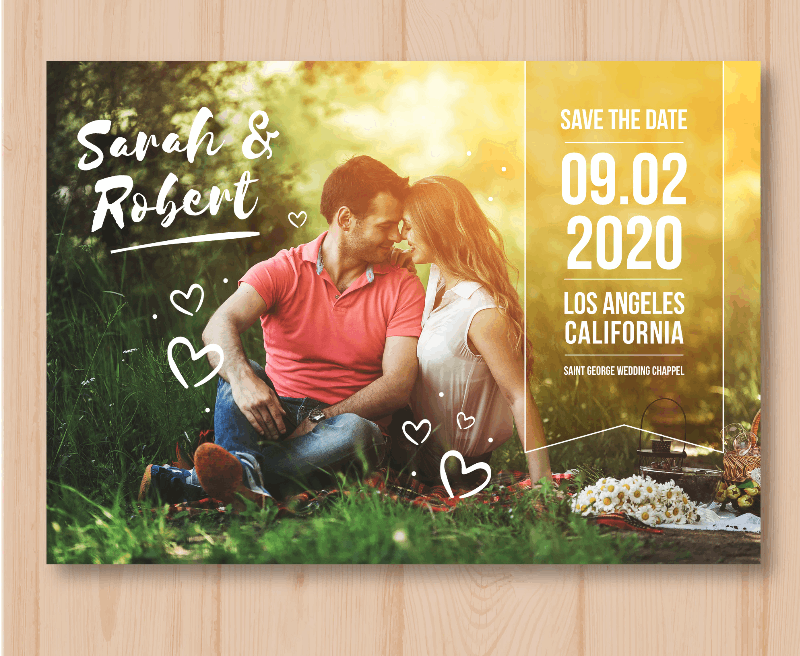 Sarah &
Robert
SAVE THE DATE
09.02
2020
LOS ANGELES
CALIFORNIA
SAINT GEORGE WEDDING CHAPPEL